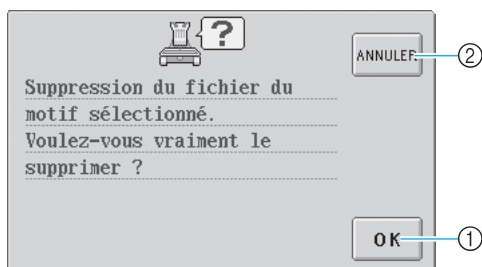 ?
ANNULER
②
Suppression du fichier du
motif sélectionné.
Voulez-vous vraiment le
supprimer ?
OK
①